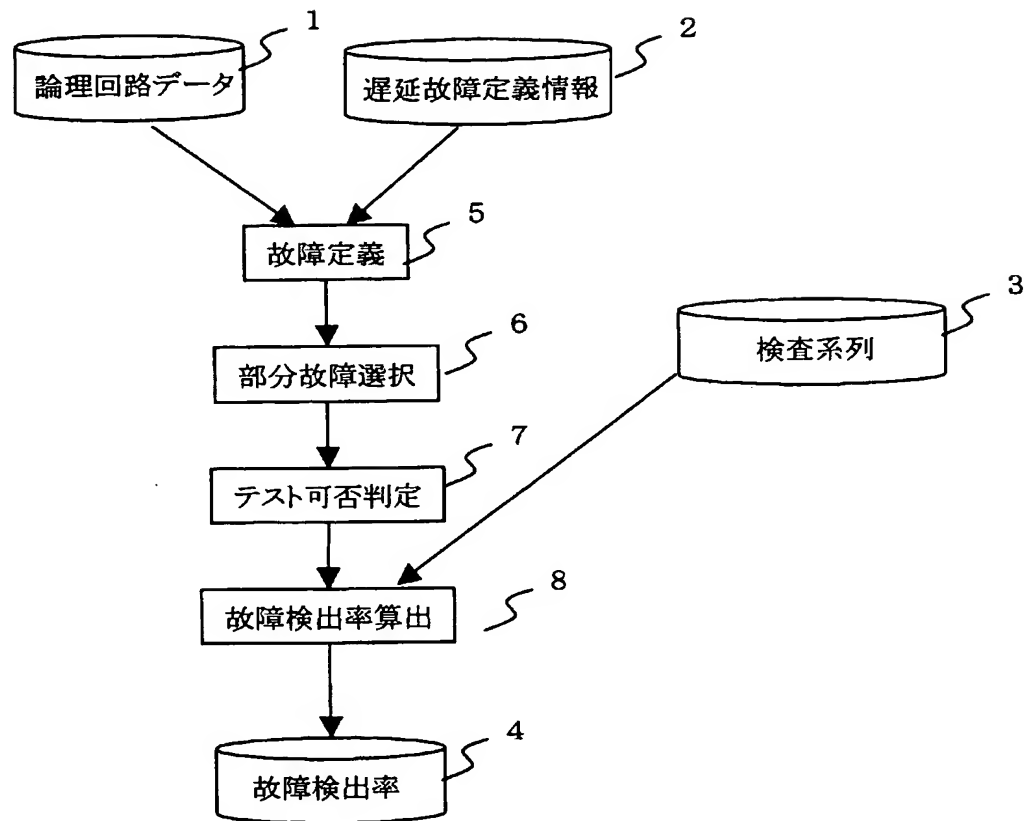 1
論理回路データ
2
遅延故障定義情報
5
故障定義
3
検査系列
6
部分故障選択
7
テスト可否判定
8
故障検出率算出
4
故障検出率